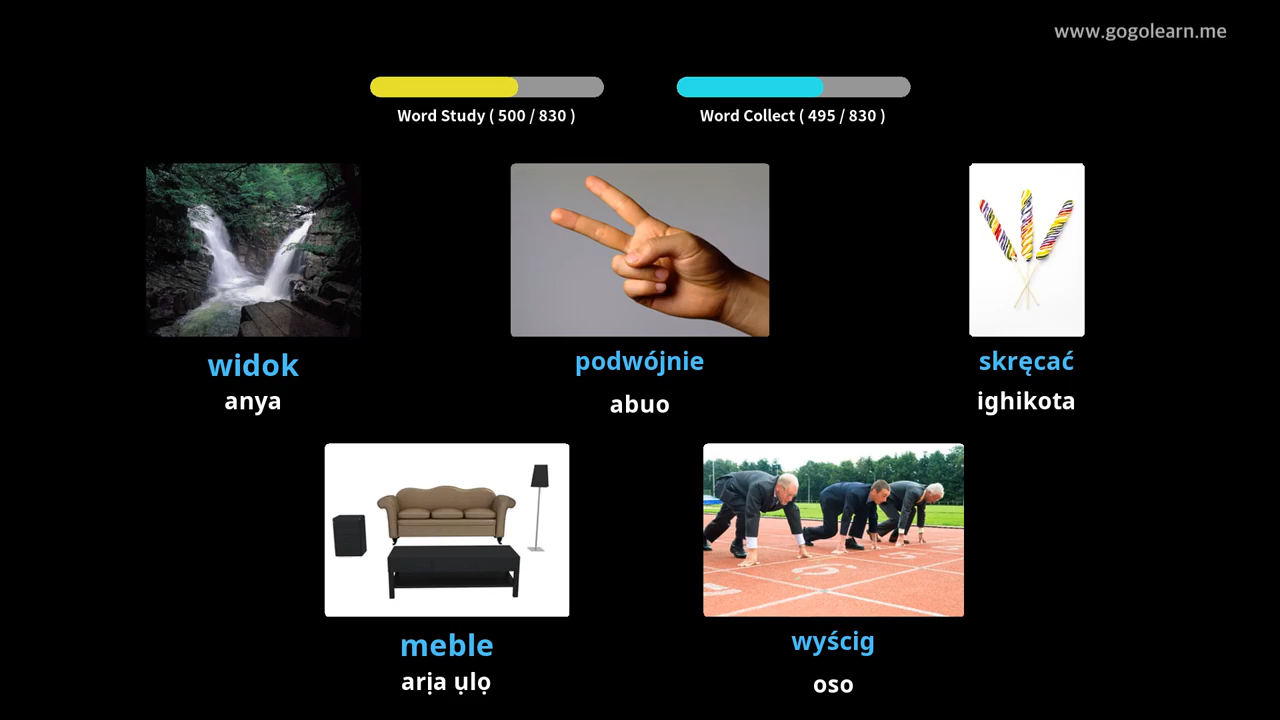 www.gogolearn.me
Word Study ( 500 / 830 )
Word Collect ( 495 / 830 )
widok
anya
podwójnie
abuo
skręcać
ighikota
meble
arịa ụlọ
wyścig
oso